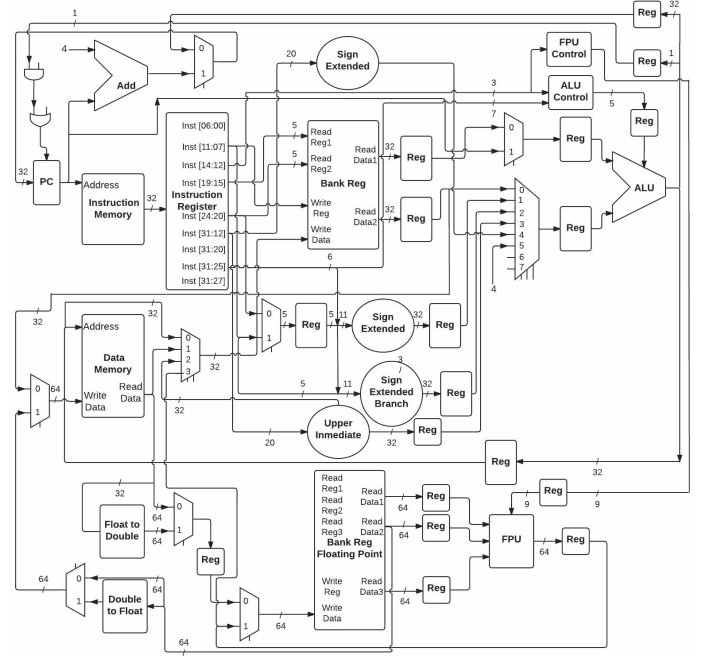 1
32
Reg
FPU
Control
4
0
1
Add
20
Sign
Extended
Reg
1
3
ALU
Control
5
Inst [06:00]
Inst [11:07]
Inst [14:12]
Inst [19:15]
Instruction
Register
Inst [24:20]
Inst [31:12]
Inst [31:20]
Inst [31:25]
Inst [31:27]
5
5
Read
Reg1
Read
Reg2
Read
Data1
Bank Reg
Write
Reg
Read
Data2
Write
Data
32
Reg
32
Reg
7
0
1
Reg
Reg
ALU
32
PC
Address
Instruction
Memory
32
0
1
2
3
4
5
6
7
4
Reg
6
32
32
Address
Data
Memory
Write
Data
Read
Data
0
1
2
3
32
0
1
5
Reg
5
11
Sign
Extended
32
Reg
0
1
64
3
5
11
Sign
Extended
Branch
32
Reg
32
20
Upper
Inmediate
32
Reg
Reg
32
32
Float to
Double
64
64
0
1
Reg
Read
Reg1
Read
Reg2
Read
Reg3
Read
Data1
Read
Data2
Bank Reg
Floating Point
Write
Reg
Read
Data3
Write
Data
64
Reg
64
Reg
64
Reg
9
Reg
9
FPU
64
Reg
64
0
1
Double
to Float
64
64
0
1
64